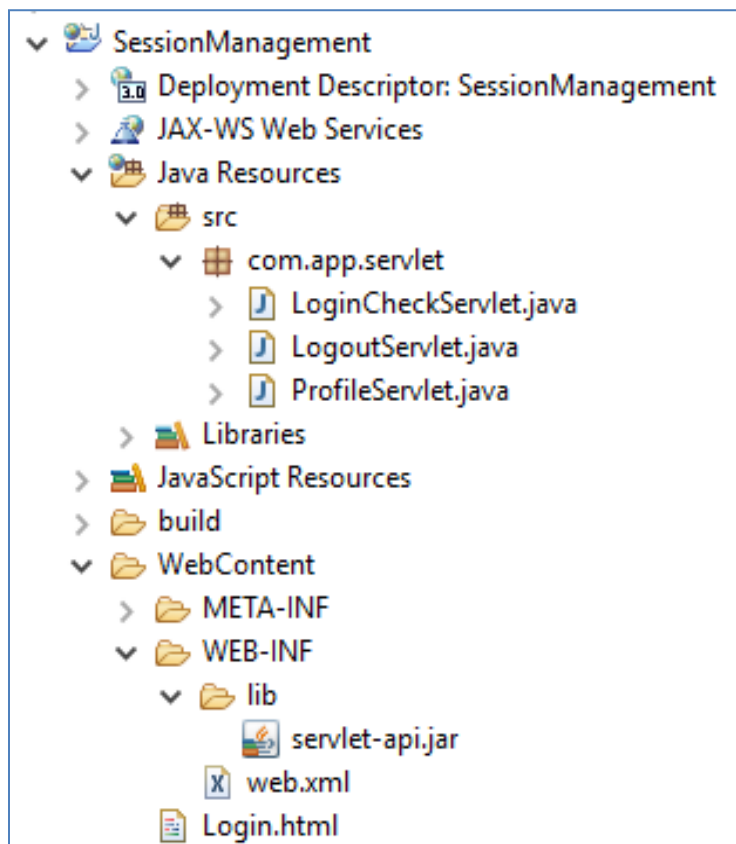 SessionManagement
3.0 Deployment Descriptor: SessionManagement
JAX-WS Web Services
Java Resources
src
com.app.servlet
J LoginCheckServlet.java
J LogoutServlet.java
J ProfileServlet.java
Libraries
JavaScript Resources
build
WebContent
META-INF
WEB-INF
lib
servlet-api.jar
X web.xml
Login.html